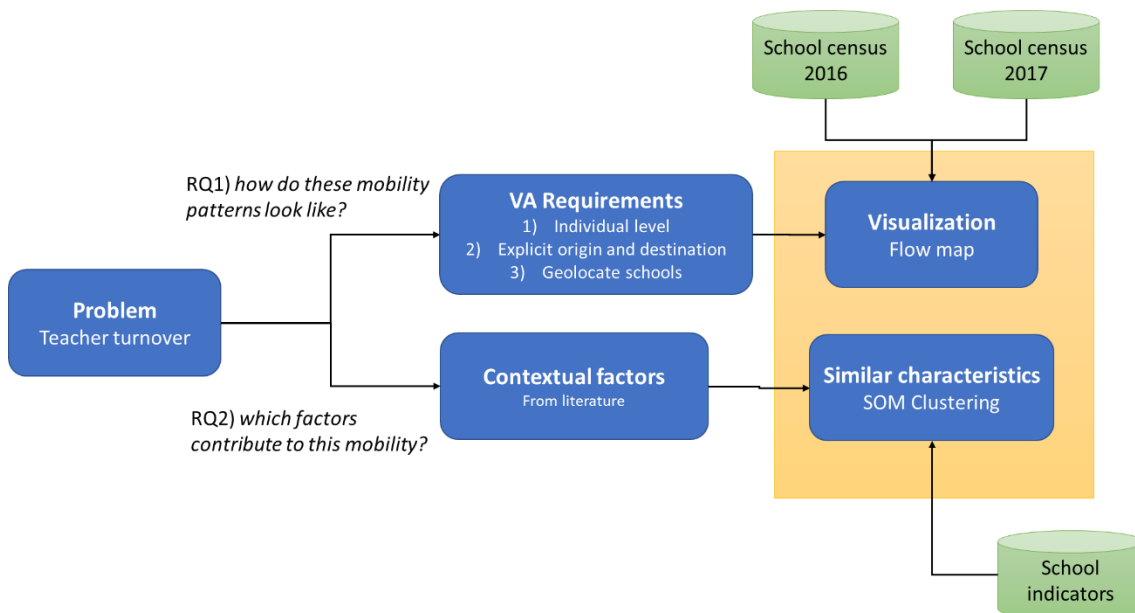 School census
2016
School census
2017
RQ1) how do these mobility
patterns look like?
VA Requirements
1) Individual level
2) Explicit origin and destination
3) Geolocate schools
Visualization
Flow map
Problem
Teacher turnover
Contextual factors
From literature
Similar characteristics
SOM Clustering
RQ2) which factors
contribute to this mobility?
School
indicators